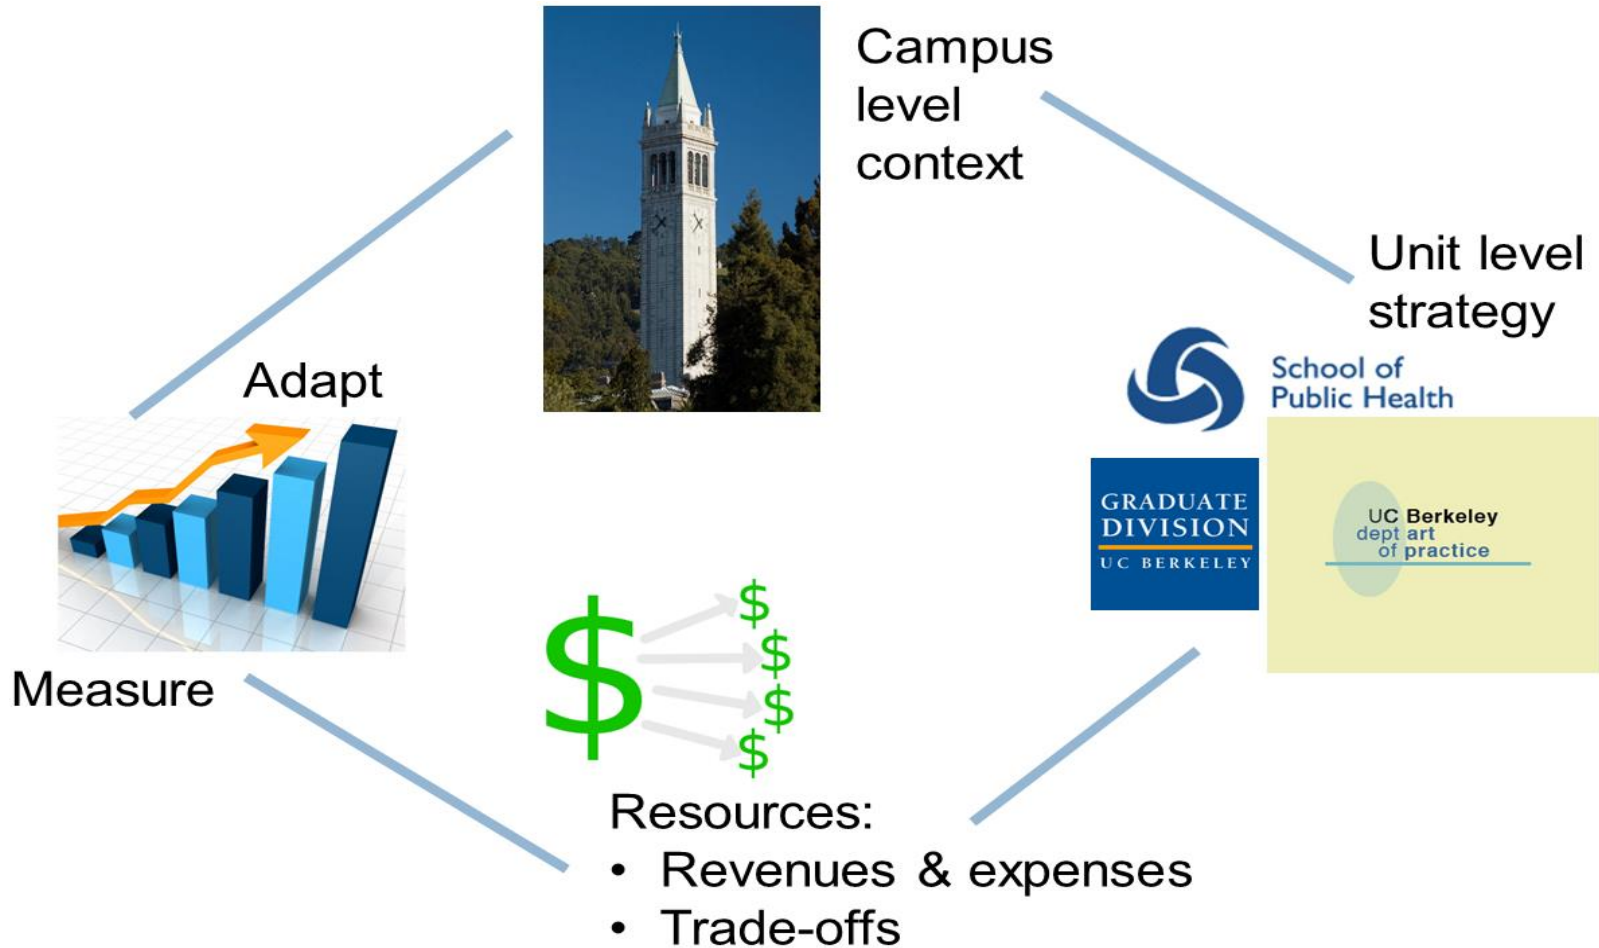 Campus
level
context
Unit level
strategy
School of
Public Health
Adapt
GRADUATE
DIVISION
UC BERKELEY
UC Berkeley
dept art
of practice
$
$
$
$
$
Measure
Resources:
• Revenues & expenses
• Trade-offs